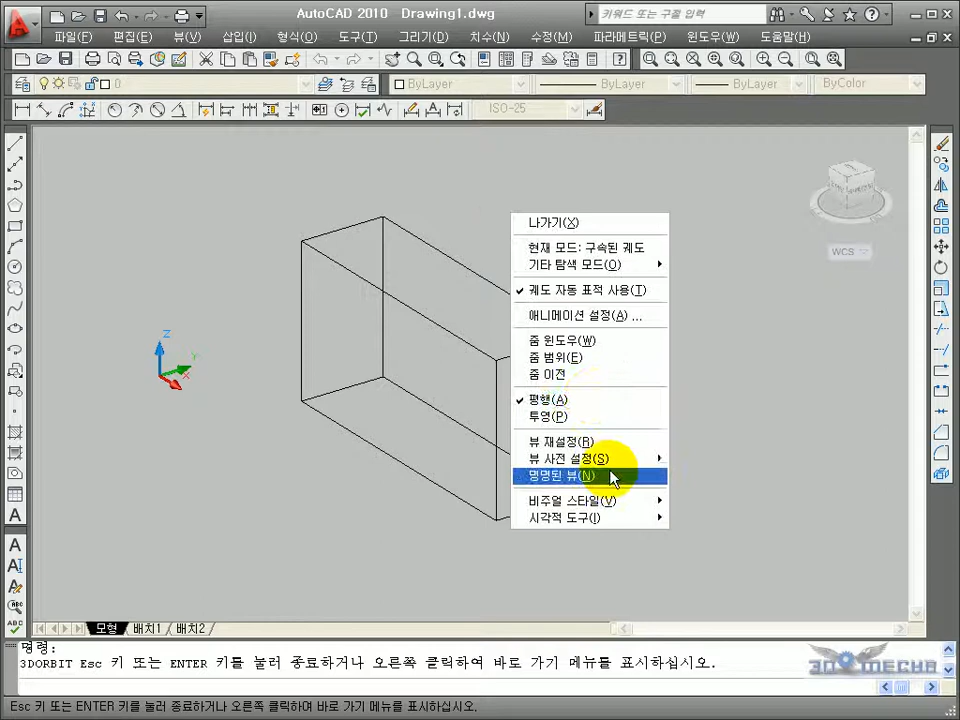 AutoCAD 2010 Drawing1.dwg
키워드 또는 구절 입력
파일(F) 편집(E) 뷰(V) 삽입(I) 형식(O) 도구(T) 그리기(D) 치수(N) 수정(M) 파라메트릭(P) 윈도우(W) 도움말(H)
0 ByLayer ByLayer ByLayer ByColor
ISO-25
WCS
Z
Y
X
나가기(X)
현재 모드: 구속된 궤도
기타 탐색 모드(O)
궤도 자동 표적 사용(T)
애니메이션 설정(A) ...
줌 윈도우(W)
줌 범위(E)
줌 이전
평행(A)
투영(P)
뷰 재설정(R)
뷰 사전 설정(S)
명명된 뷰(N)
비주얼 스타일(V)
시각적 도구(I)
모형 배치1 배치2
명령:
3DORBIT Esc 키 또는 ENTER 키를 눌러 종료하거나 오른쪽 클릭하여 바로 가기 메뉴를 표시하십시오.
3D MECHA
Esc 키 또는 ENTER 키를 눌러 종료하거나 오른쪽 클릭하여 바로 가기 메뉴를 표시하십시오.